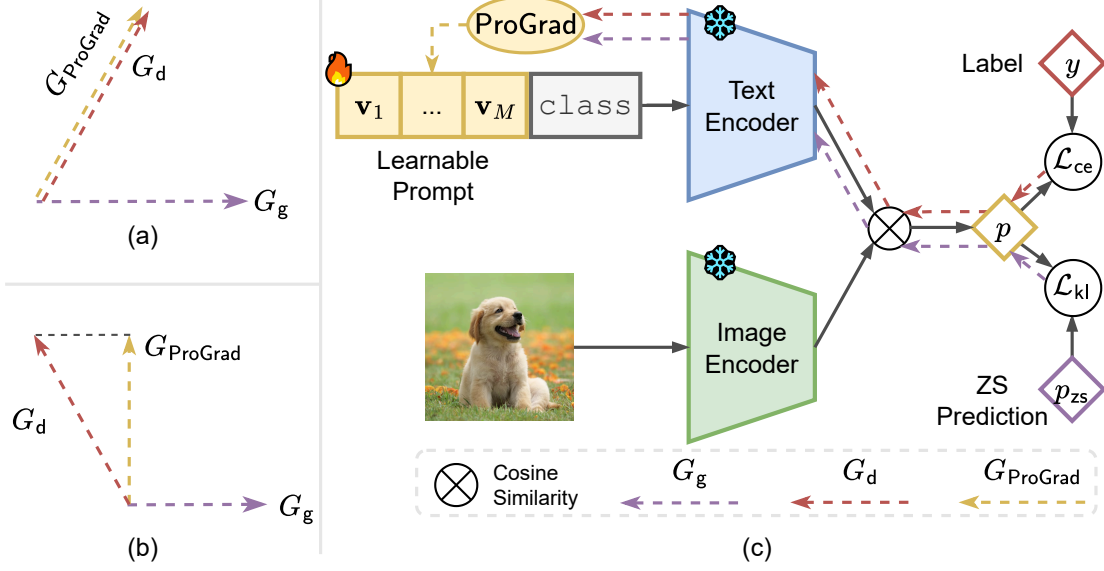 G_ProGrad
G_d
G_g
(a)
G_ProGrad
G_d
G_g
(b)
ProGrad
v_1 ... v_M class
Learnable
Prompt
Text
Encoder
Image
Encoder
Label y
ℒ_ce
p
ℒ_kl
ZS
Prediction
p_zs
Cosine
Similarity
G_g G_d G_ProGrad
(c)